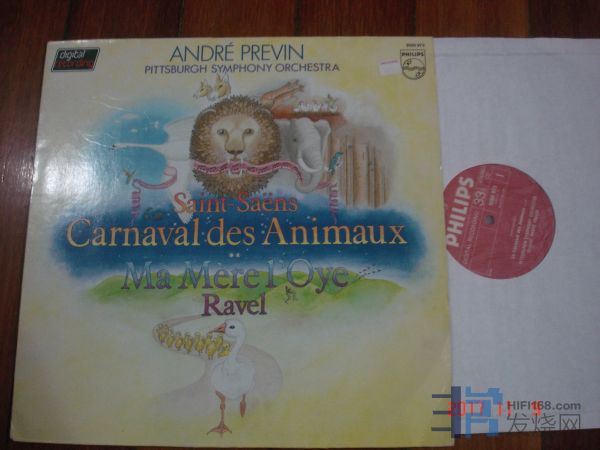 digital
recording
ANDRÉ PREVIN
PITTSBURGH SYMPHONY ORCHESTRA
PHILIPS
Saint-Saëns
Carnaval des Animaux
Ma Mère l'Oye
Ravel
PHILIPS
33
HIFI168.com
发烧网